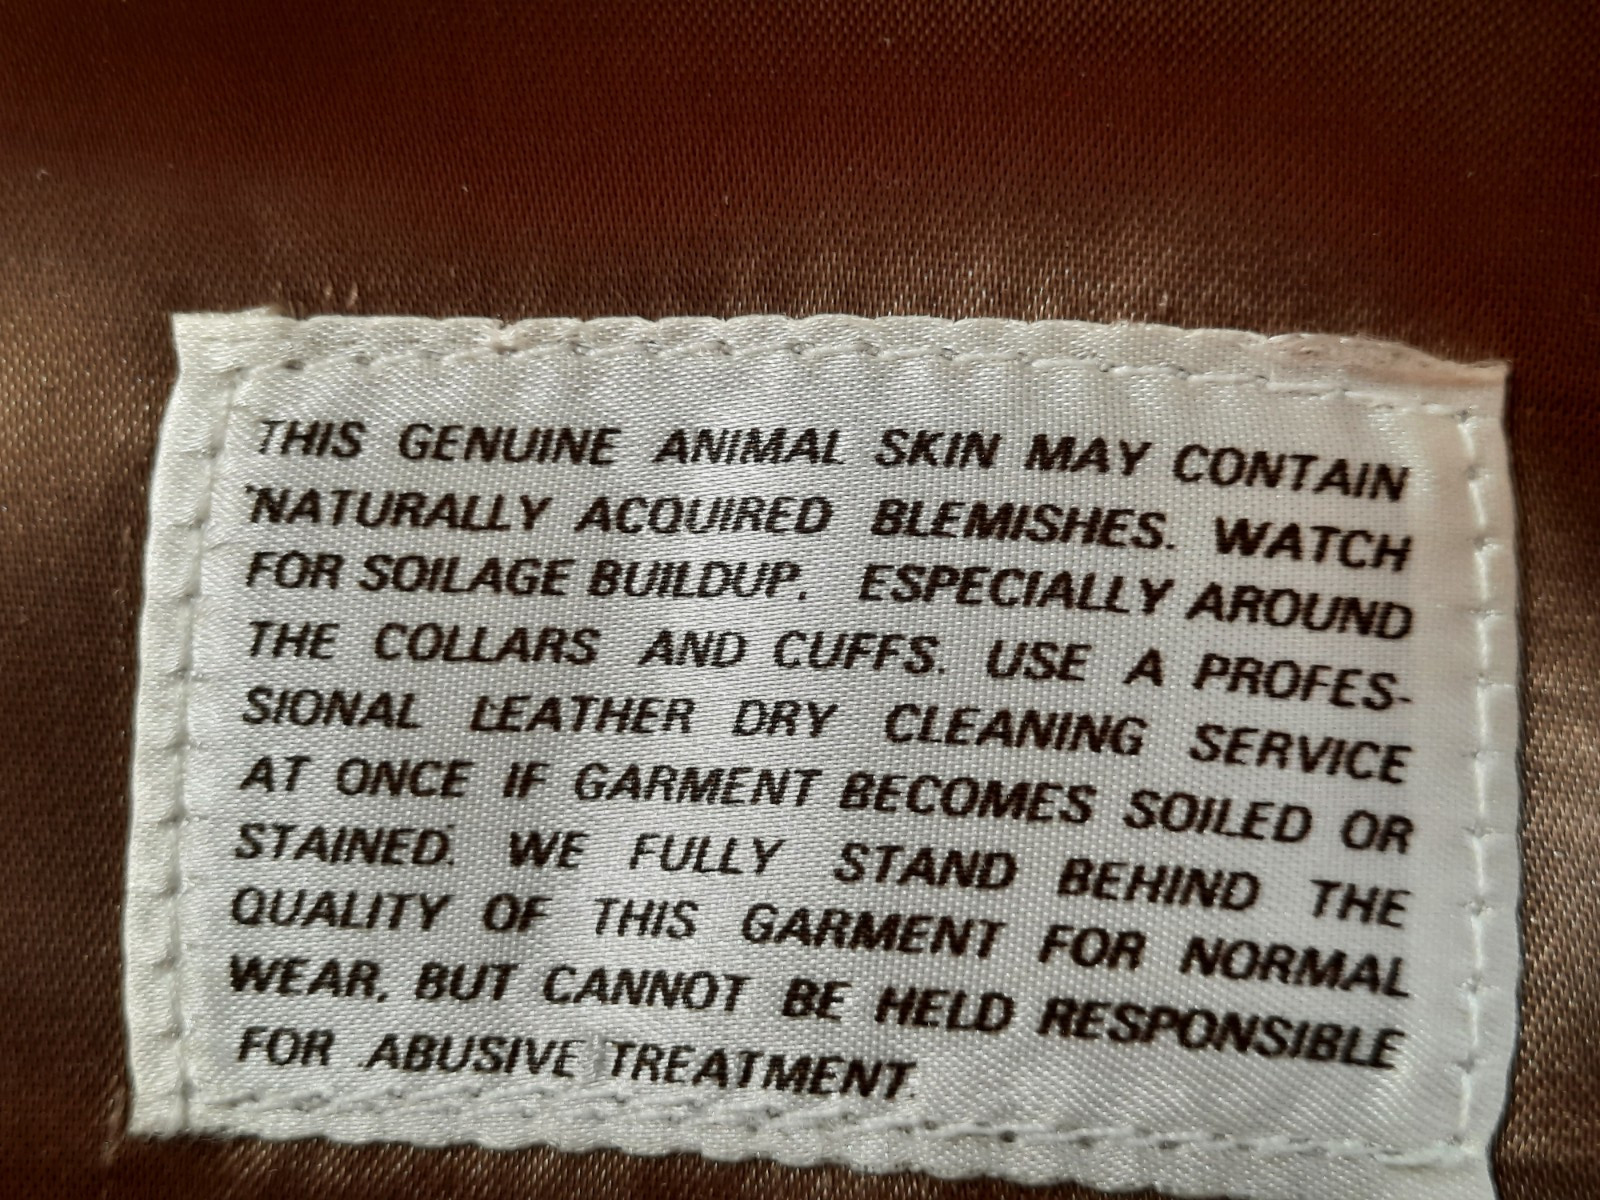 THIS GENUINE ANIMAL SKIN MAY CONTAIN
NATURALLY ACQUIRED BLEMISHES. WATCH
FOR SOILAGE BUILDUP. ESPECIALLY AROUND
THE COLLARS AND CUFFS. USE A PROFES-
SIONAL LEATHER DRY CLEANING SERVICE
AT ONCE IF GARMENT BECOMES SOILED OR
STAINED. WE FULLY STAND BEHIND THE
QUALITY OF THIS GARMENT FOR NORMAL
WEAR, BUT CANNOT BE HELD RESPONSIBLE
FOR ABUSIVE TREATMENT.